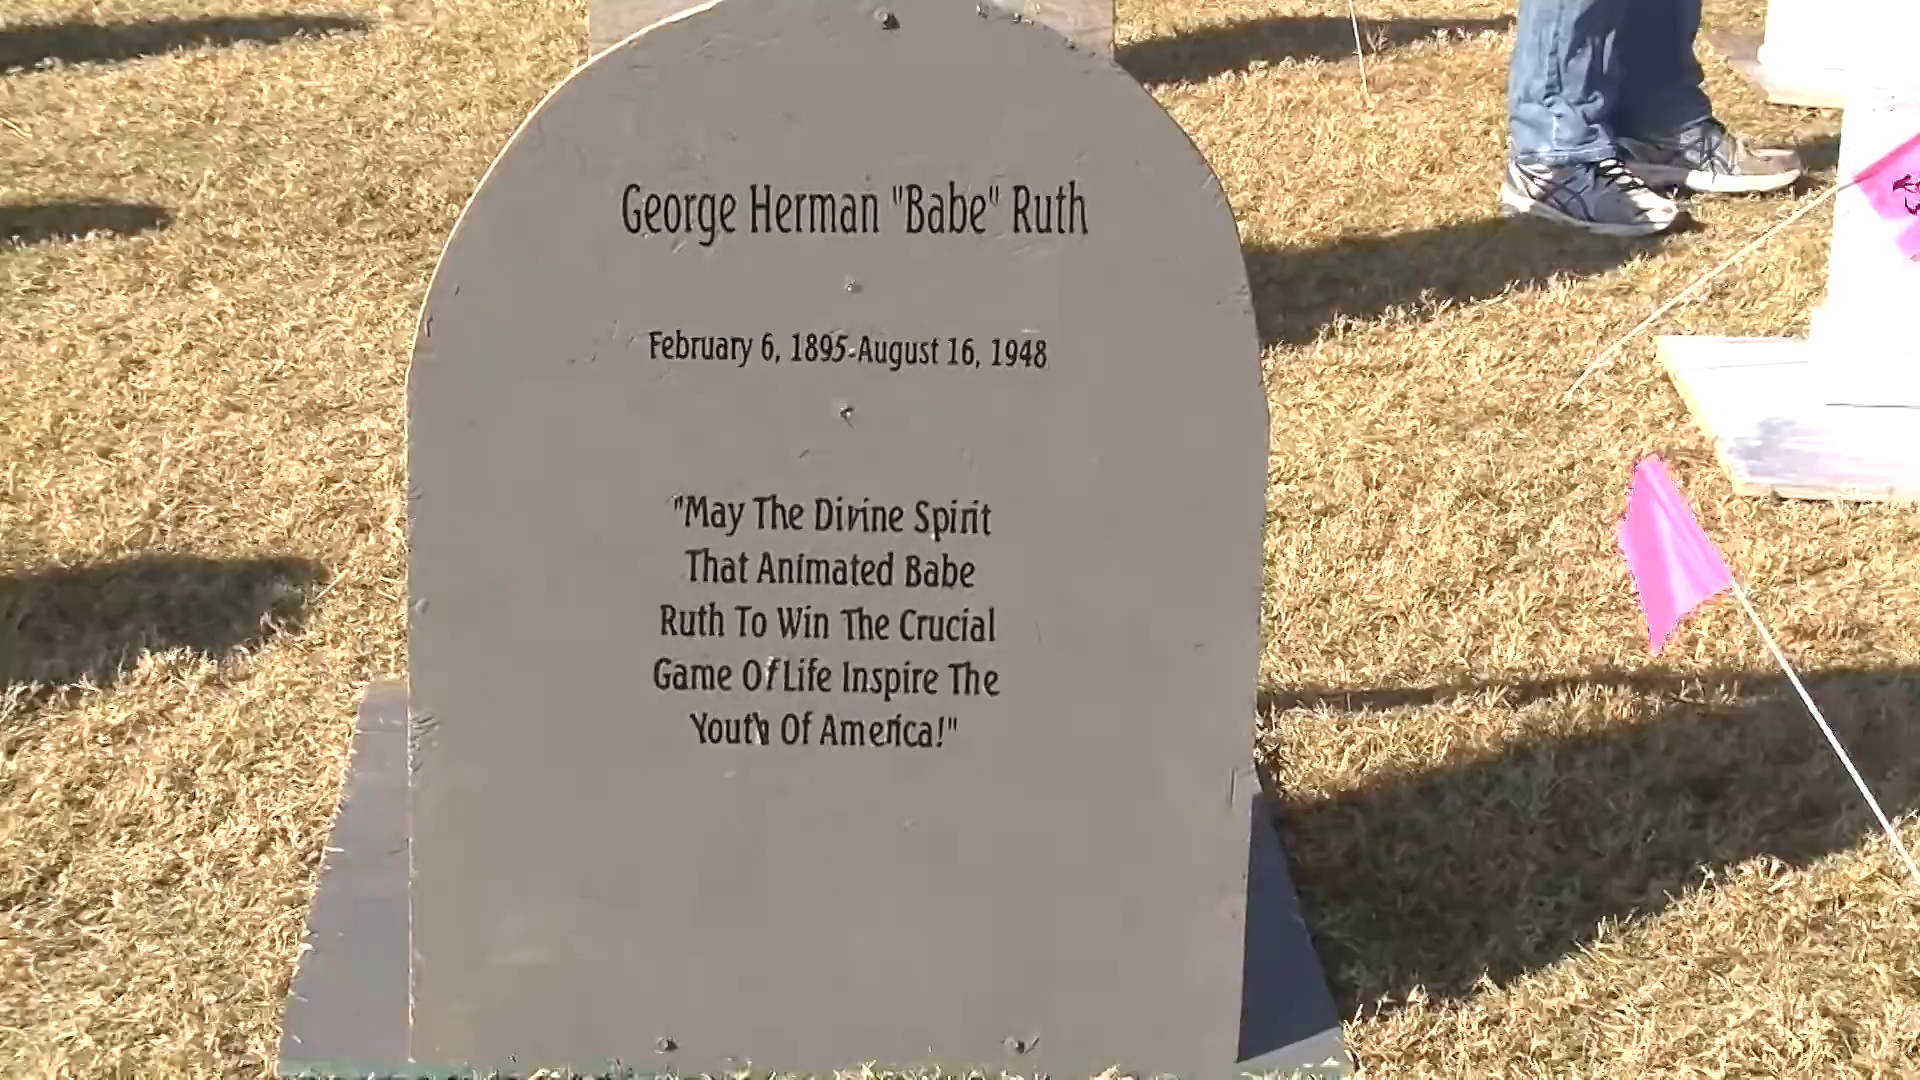 George Herman "Babe" Ruth
February 6, 1895-August 16, 1948
"May The Divine Spirit
That Animated Babe
Ruth To Win The Crucial
Game Of Life Inspire The
Youth Of America!"